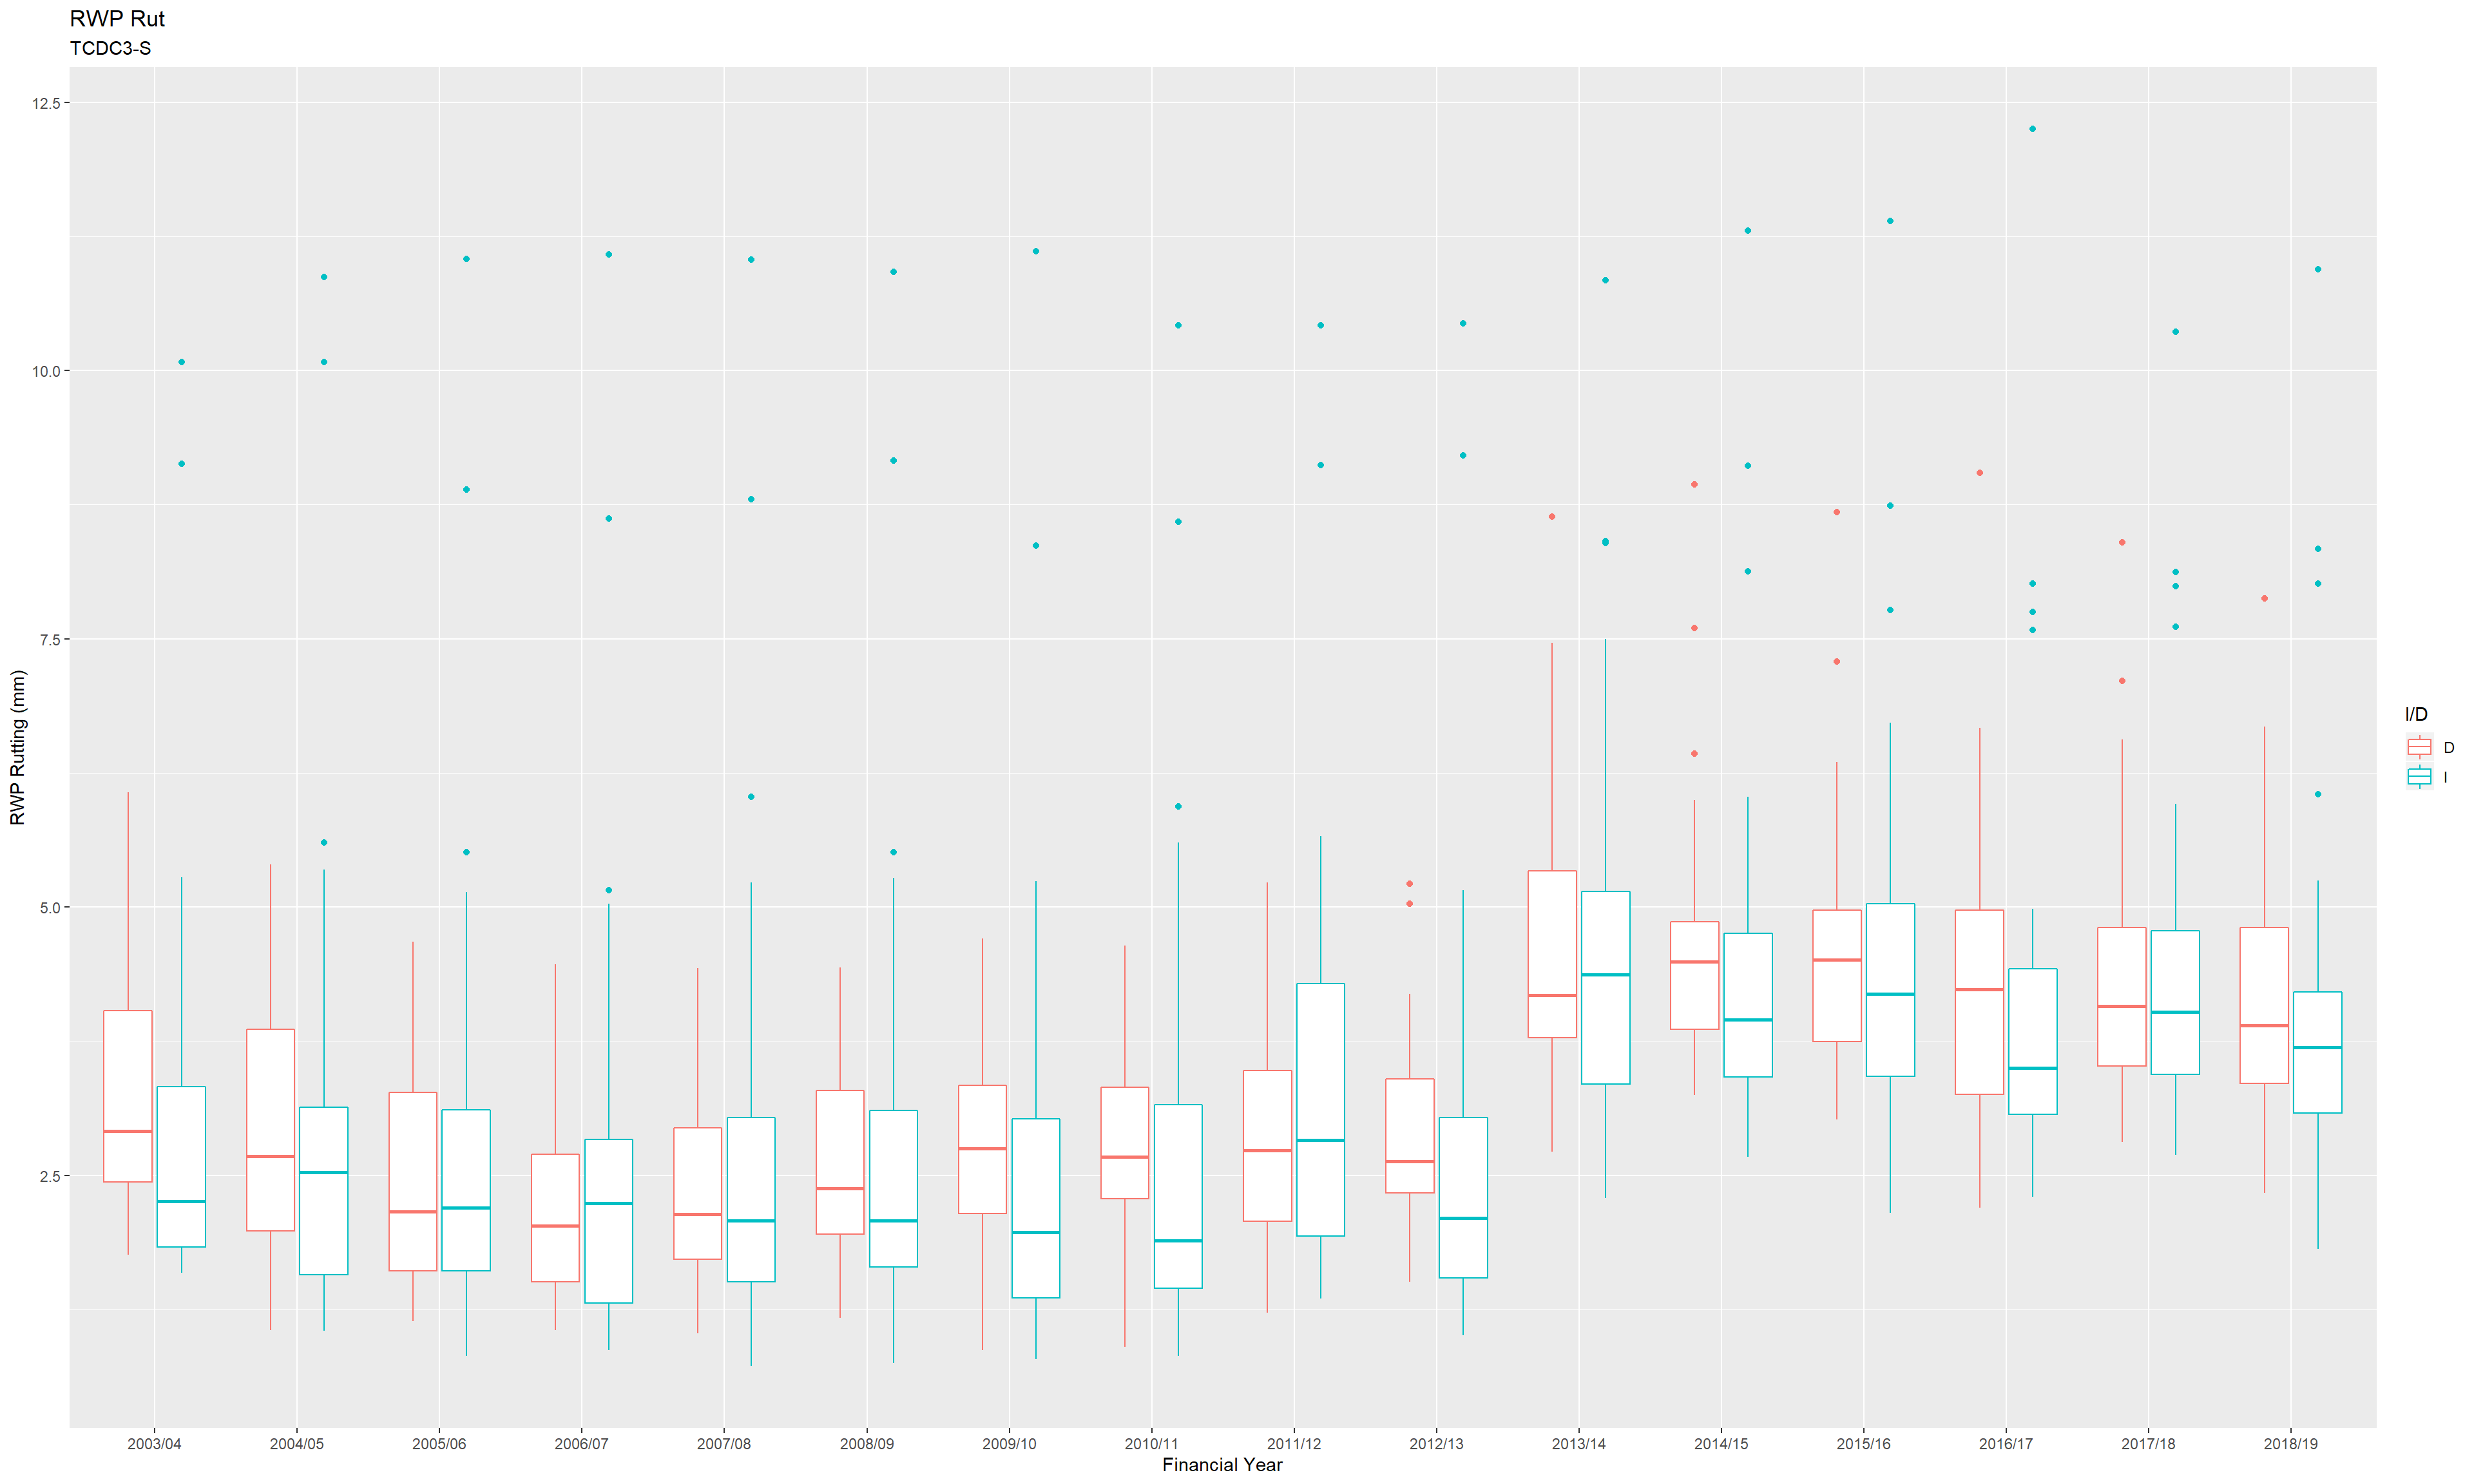 RWP Rut
TCDC3-S
RWP Rutting (mm)
12.5
10.0
7.5
5.0
2.5
2003/04 2004/05 2005/06 2006/07 2007/08 2008/09 2009/10 2010/11 2011/12 2012/13 2013/14 2014/15 2015/16 2016/17 2017/18 2018/19
Financial Year
I/D
D
I